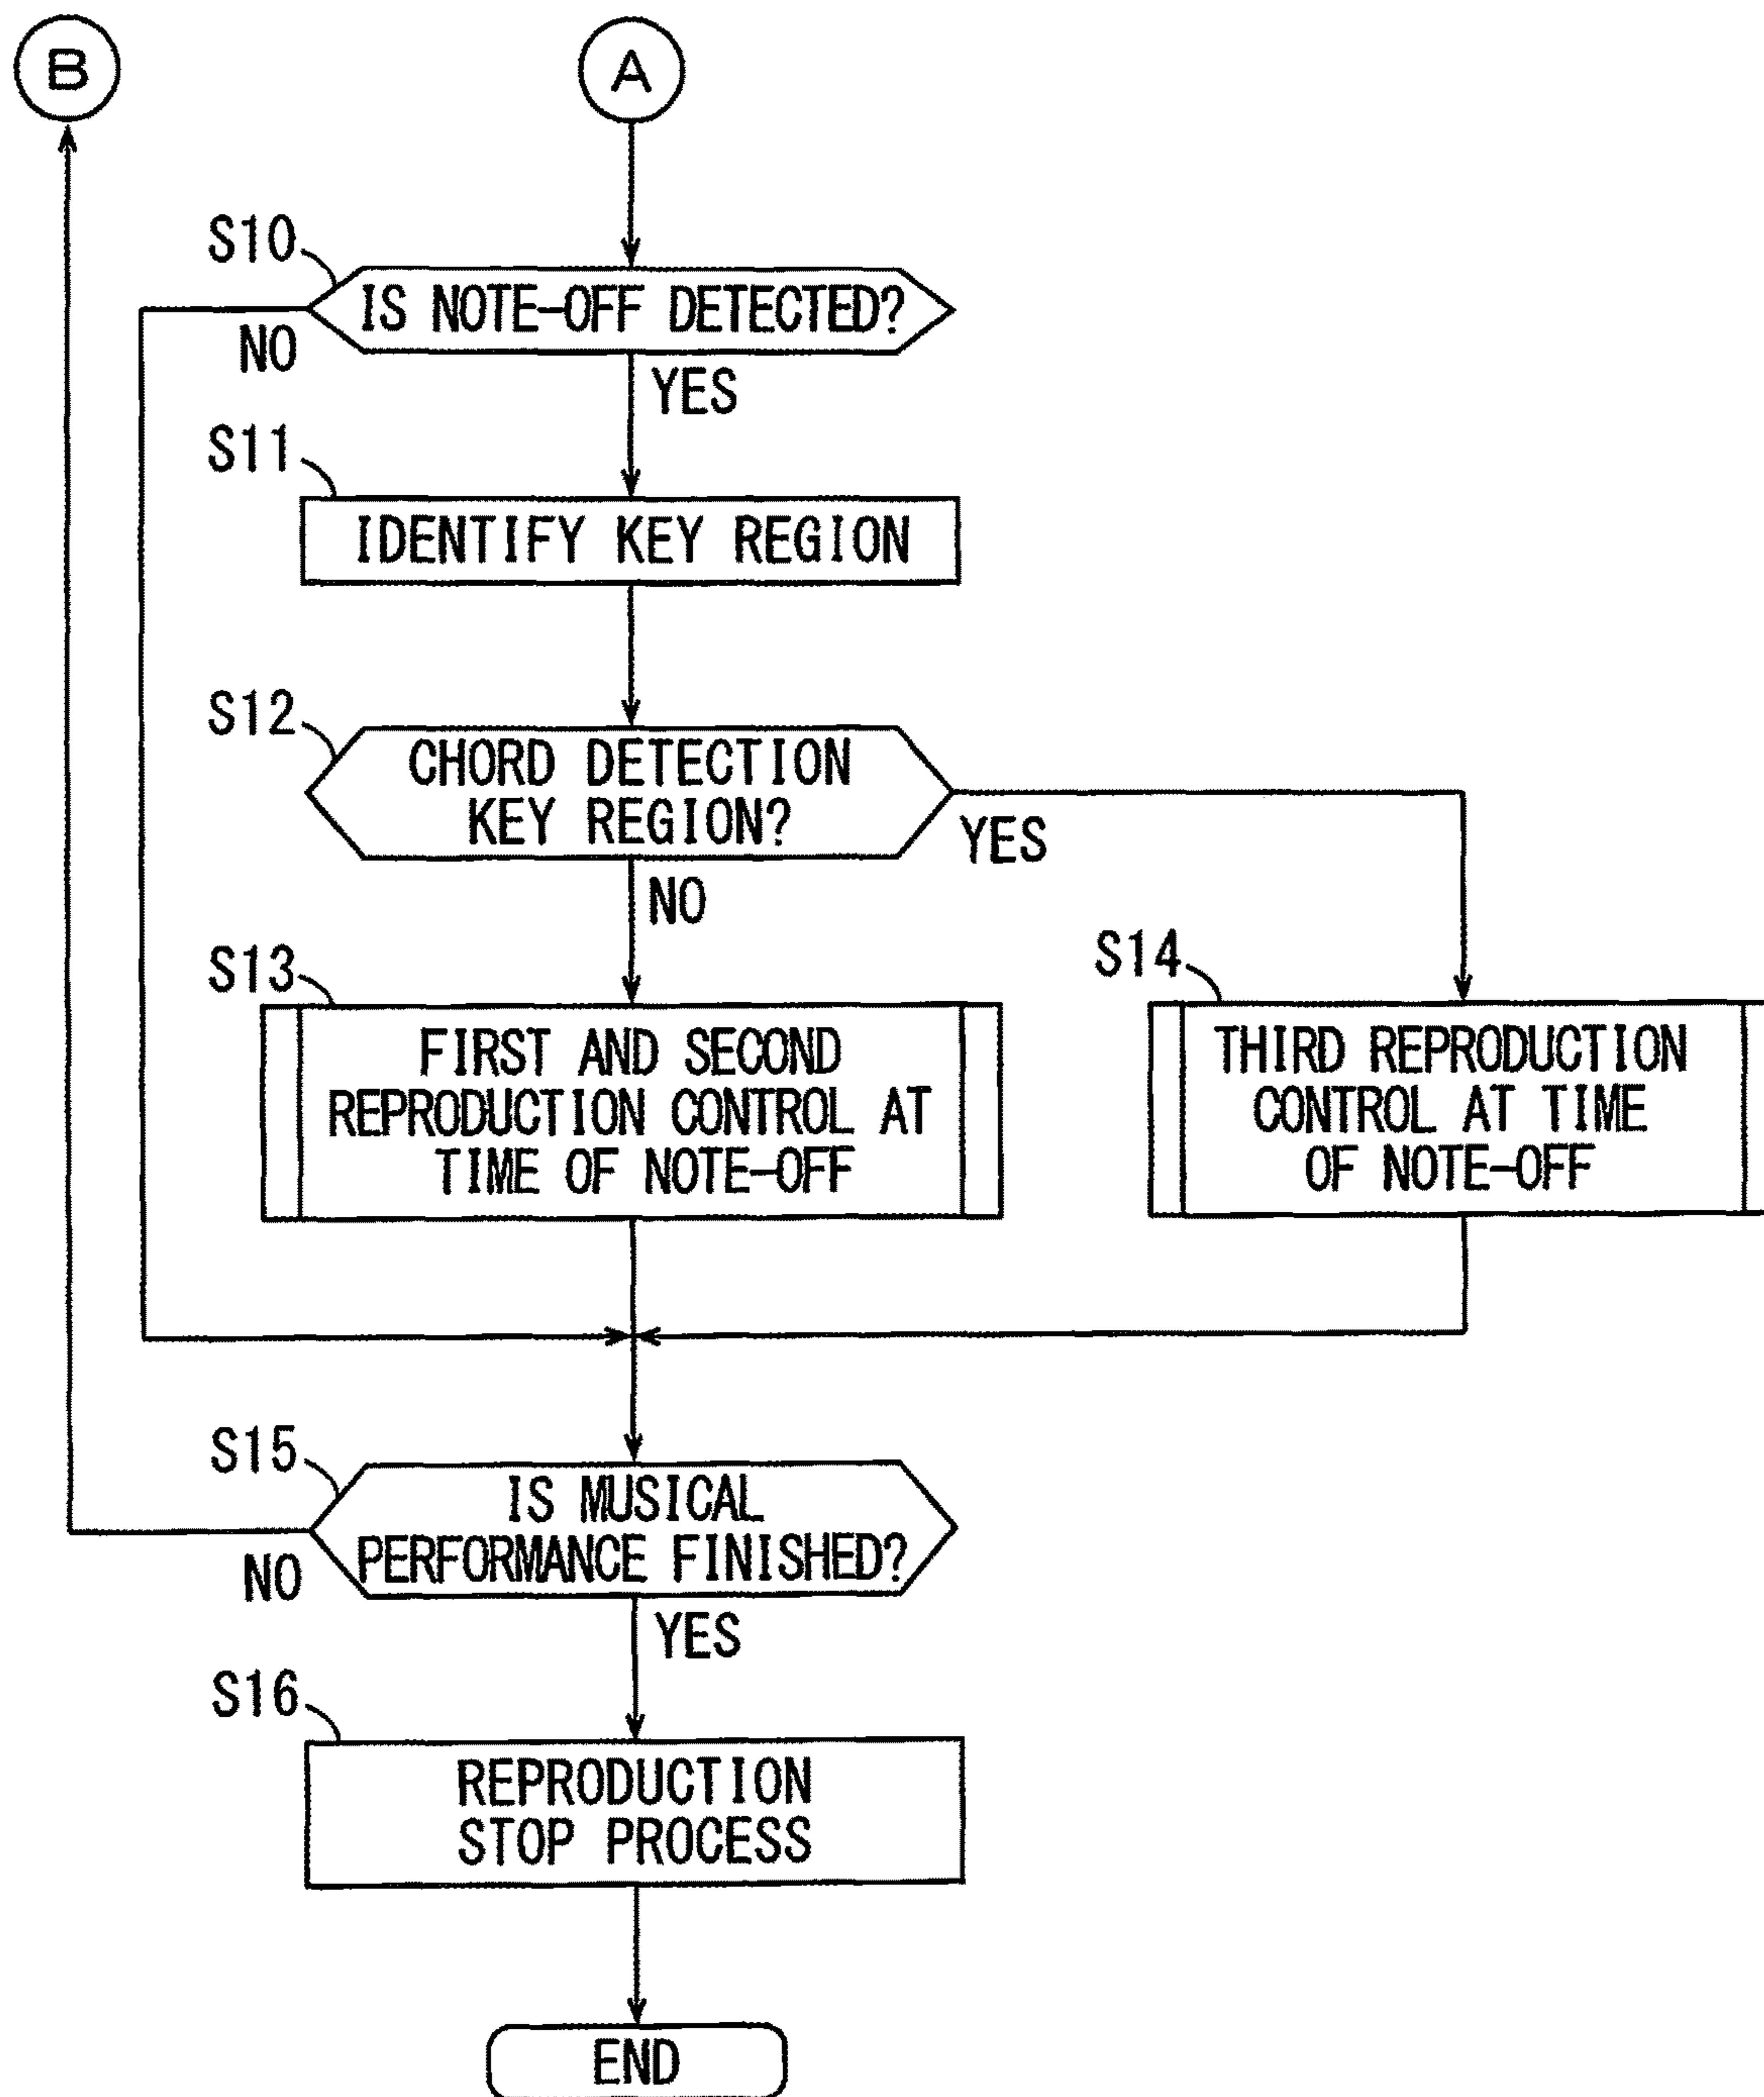 B
A
S10
IS NOTE-OFF DETECTED?
NO
YES
S11
IDENTIFY KEY REGION
S12
CHORD DETECTION
KEY REGION?
YES
NO
S13
FIRST AND SECOND
REPRODUCTION CONTROL AT
TIME OF NOTE-OFF
S14
THIRD REPRODUCTION
CONTROL AT TIME
OF NOTE-OFF
S15
IS MUSICAL
PERFORMANCE FINISHED?
NO
YES
S16
REPRODUCTION
STOP PROCESS
END